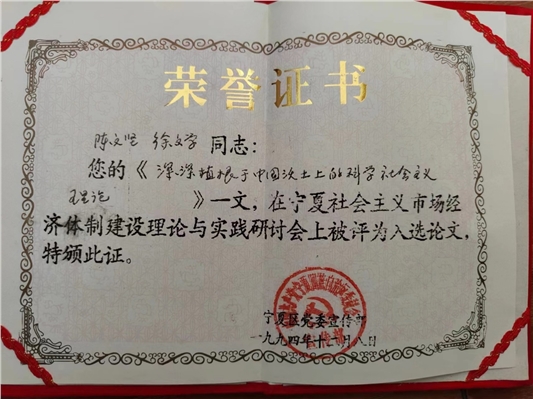 荣誉证书
陈文坚 徐文学 同志：
您的《深深植根于中国沃土上的科学社会主义
理论 》一文，在宁夏社会主义市场经
济体制建设理论与实践研讨会上被评为入选论文，
特颁此证。
宁夏区党委宣传部
一九九四年十二月八日